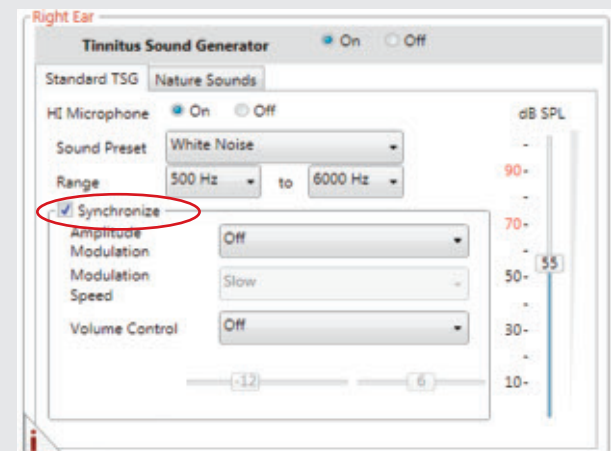 Right Ear
Tinnitus Sound Generator On Off
Standard TSG Nature Sounds
HI Microphone On Off dB SPL
Sound Preset White Noise
90-
Range 500 Hz to 6000 Hz
Synchronize
70-
Amplitude Modulation Off
55
50-
Modulation Speed Slow
Volume Control Off
30-
-12 6
10-
i